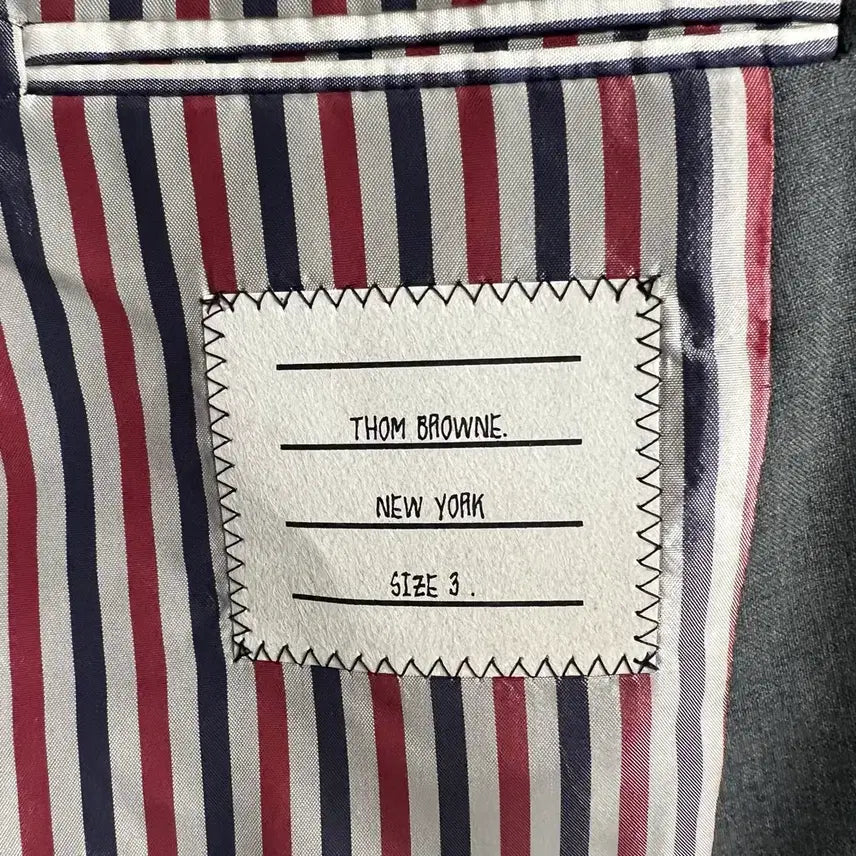 THOM BROWNE.
NEW YORK
SIZE 3 .